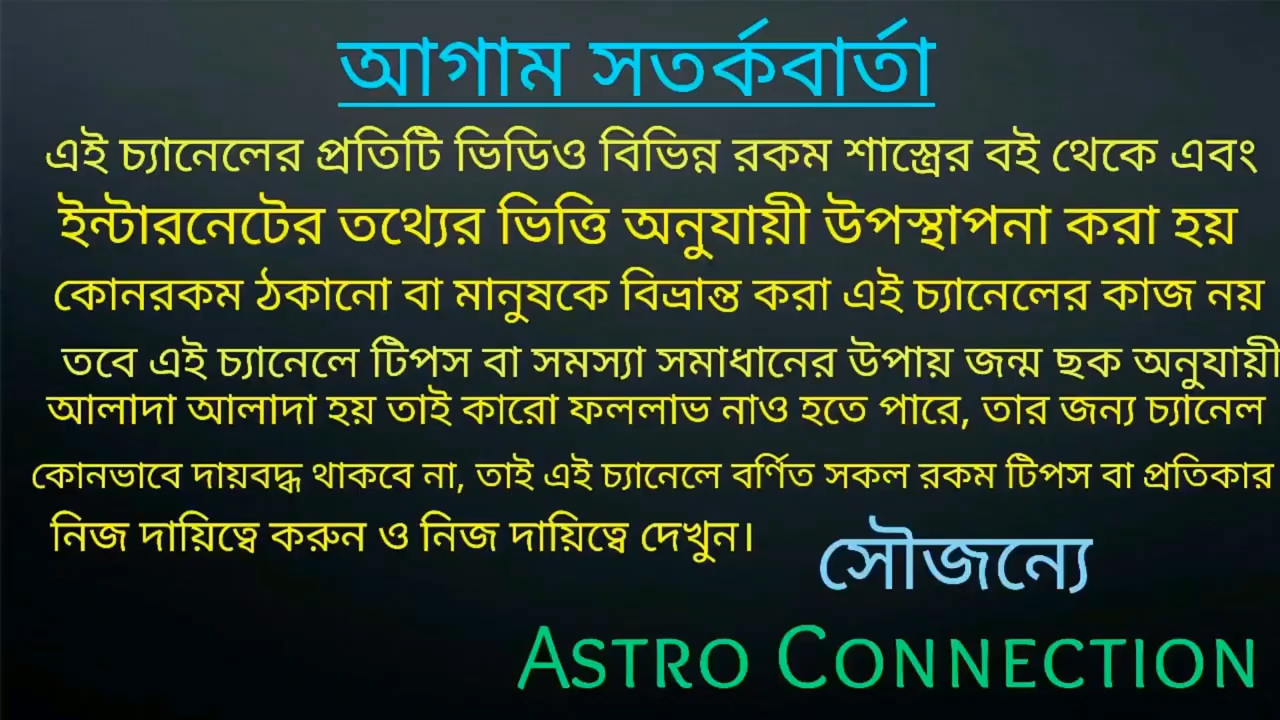 আগাম সতর্কবার্তা
এই চ্যানেলের প্রতিটি ভিডিও বিভিন্ন রকম শাস্ত্রের বই থেকে এবং
ইন্টারনেটের তথ্যের ভিত্তি অনুযায়ী উপস্থাপনা করা হয়
কোনরকম ঠকানো বা মানুষকে বিভ্রান্ত করা এই চ্যানেলের কাজ নয়
তবে এই চ্যানেলে টিপস বা সমস্যা সমাধানের উপায় জন্ম ছক অনুযায়ী
আলাদা আলাদা হয় তাই কারো ফললাভ নাও হতে পারে, তার জন্য চ্যানেল
কোনভাবে দায়বদ্ধ থাকবে না, তাই এই চ্যানেলে বর্ণিত সকল রকম টিপস বা প্রতিকার
নিজ দায়িত্বে করুন ও নিজ দায়িত্বে দেখুন।
সৌজন্যে
ASTRO CONNECTION